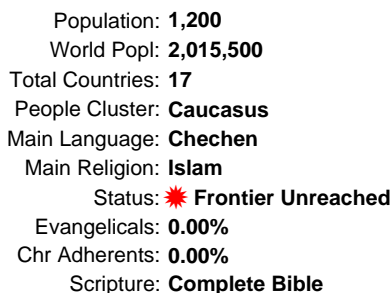 Population: 1,200
World Popl: 2,015,500
Total Countries: 17
People Cluster: Caucasus
Main Language: Chechen
Main Religion: Islam
Status: Frontier Unreached
Evangelicals: 0.00%
Chr Adherents: 0.00%
Scripture: Complete Bible